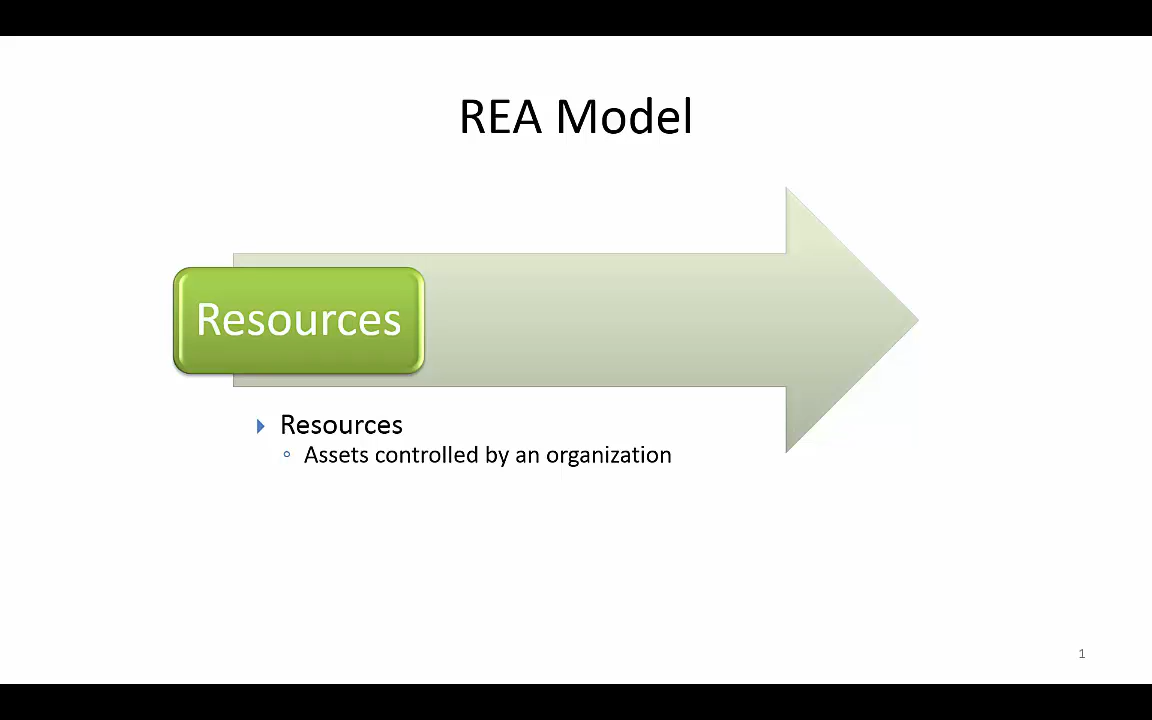 REA Model
Resources
Resources
Assets controlled by an organization
1